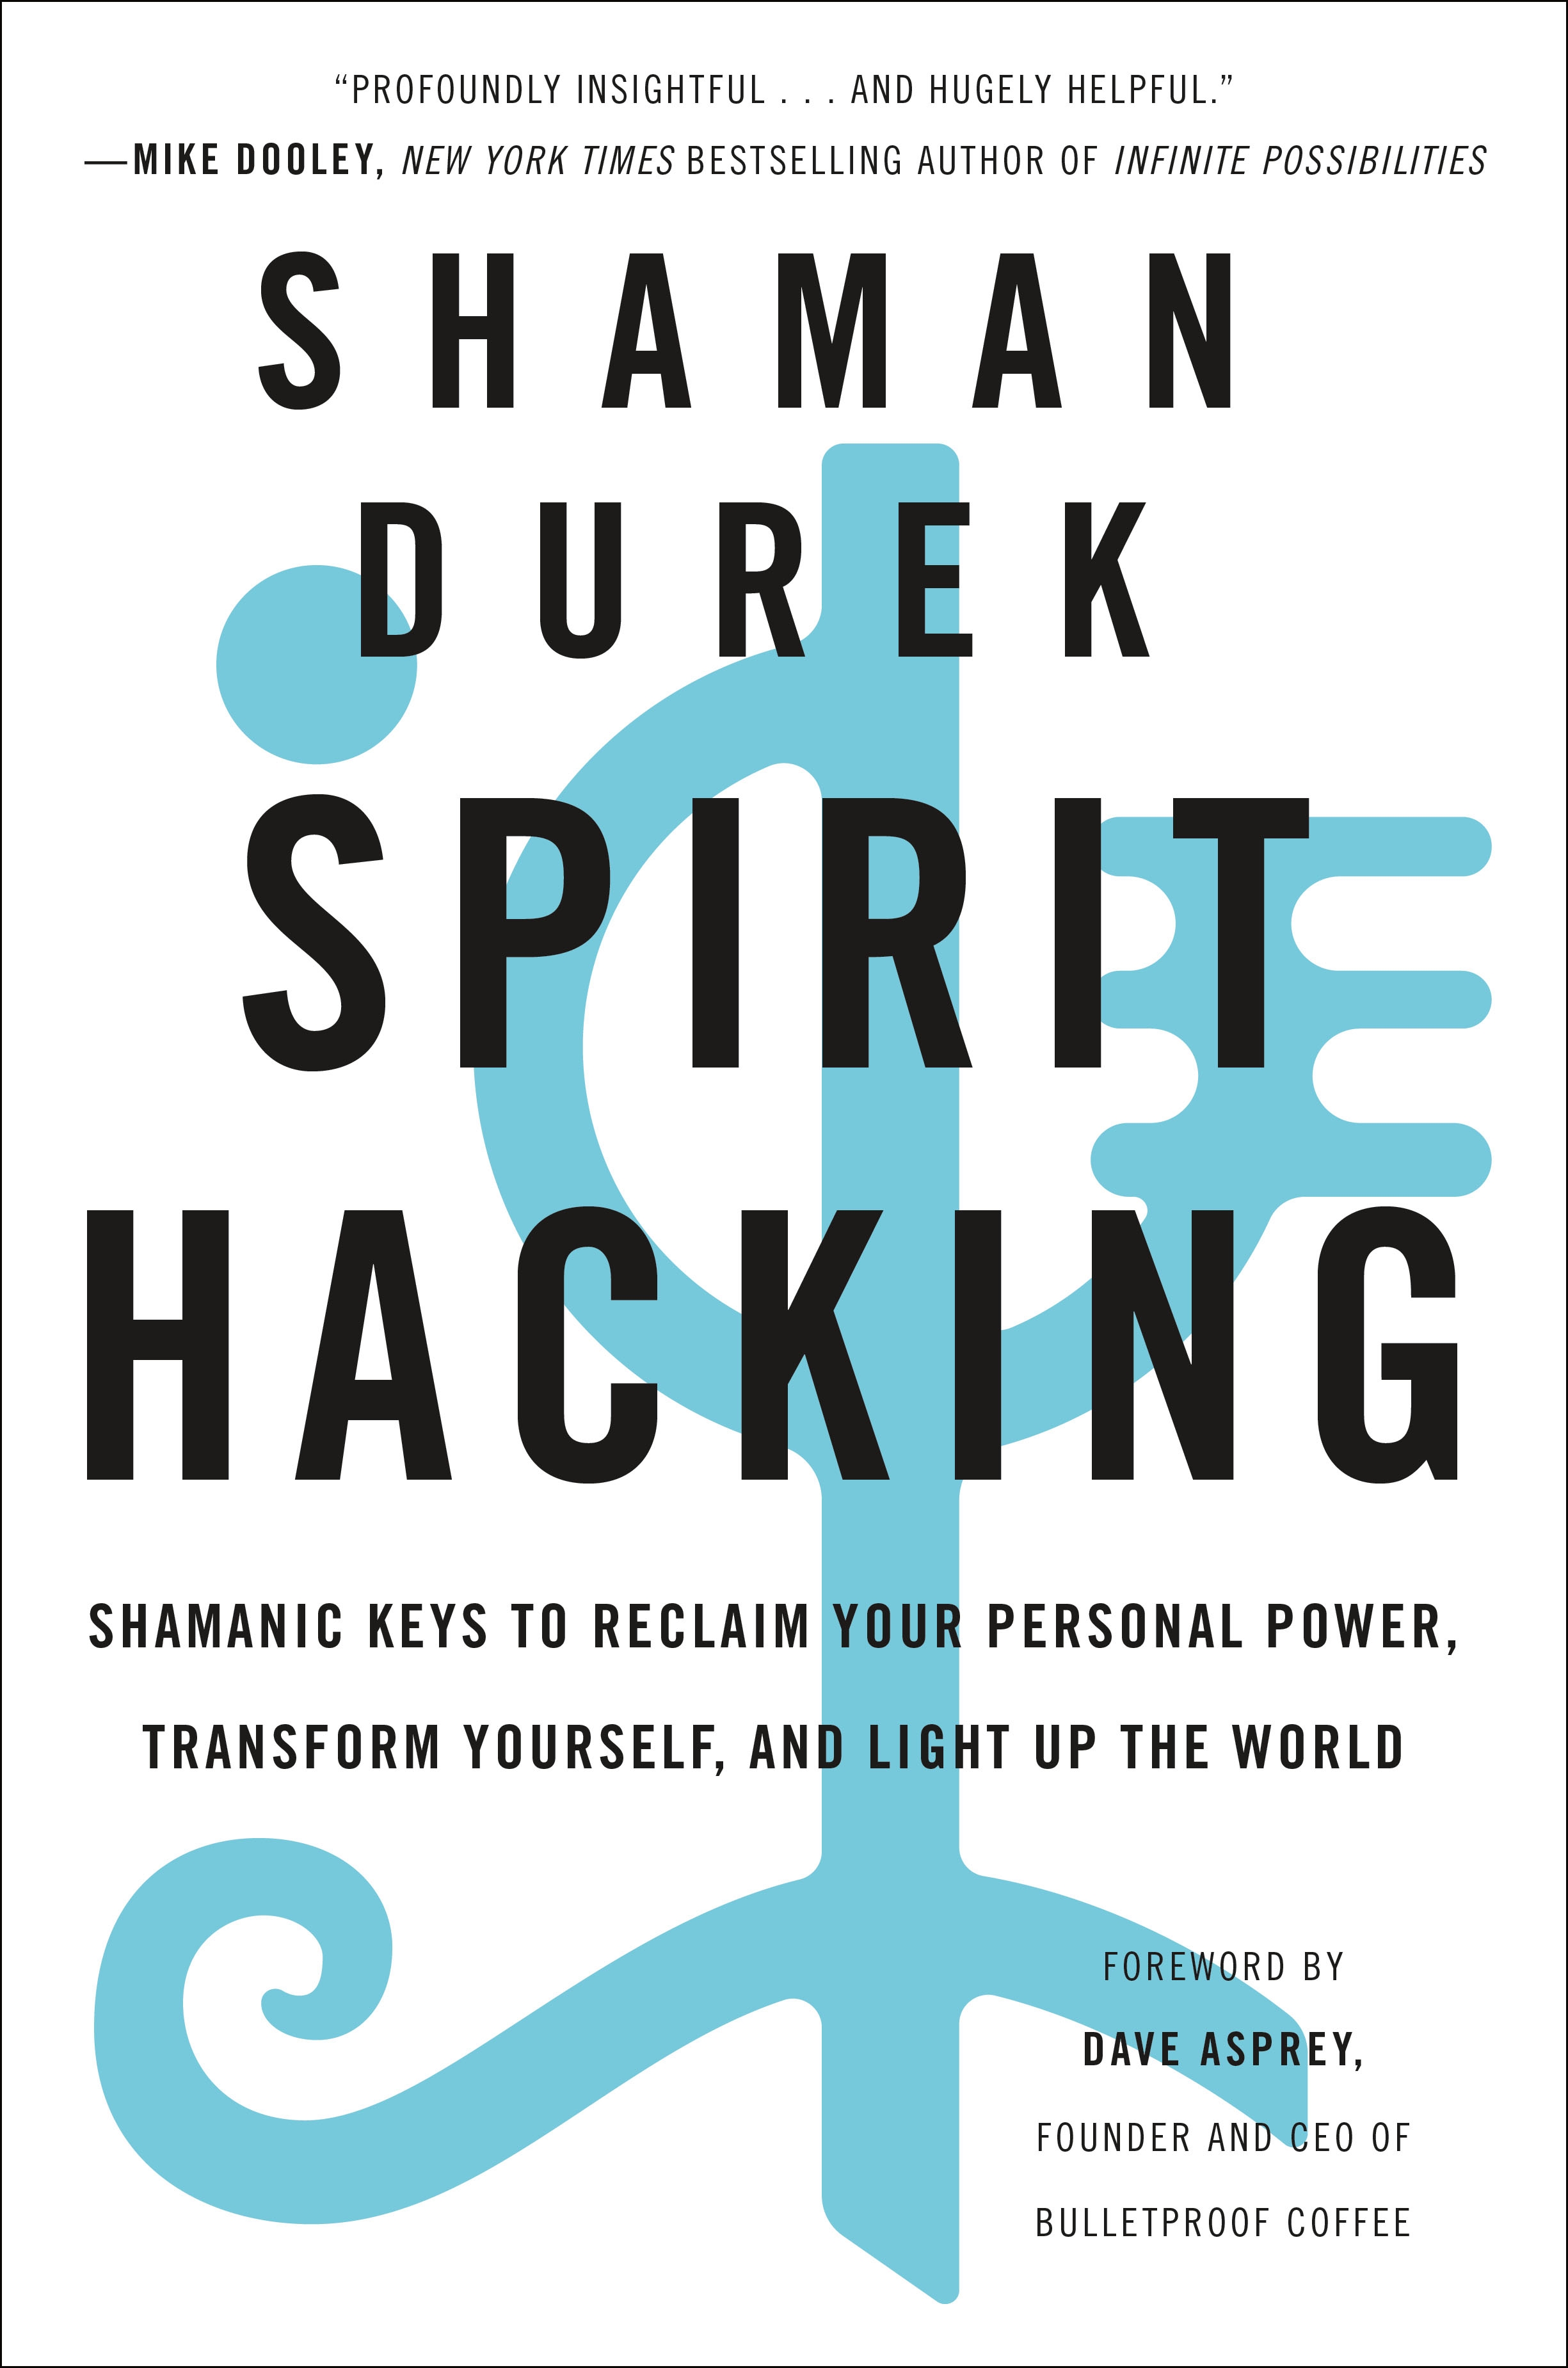 “PROFOUNDLY INSIGHTFUL . . . AND HUGELY HELPFUL.”
—MIKE DOOLEY, NEW YORK TIMES BESTSELLING AUTHOR OF INFINITE POSSIBILITIES
SHAMAN
DUREK
SPIRIT
HACKING
SHAMANIC KEYS TO RECLAIM YOUR PERSONAL POWER,
TRANSFORM YOURSELF, AND LIGHT UP THE WORLD
FOREWORD BY
DAVE ASPREY,
FOUNDER AND CEO OF
BULLETPROOF COFFEE